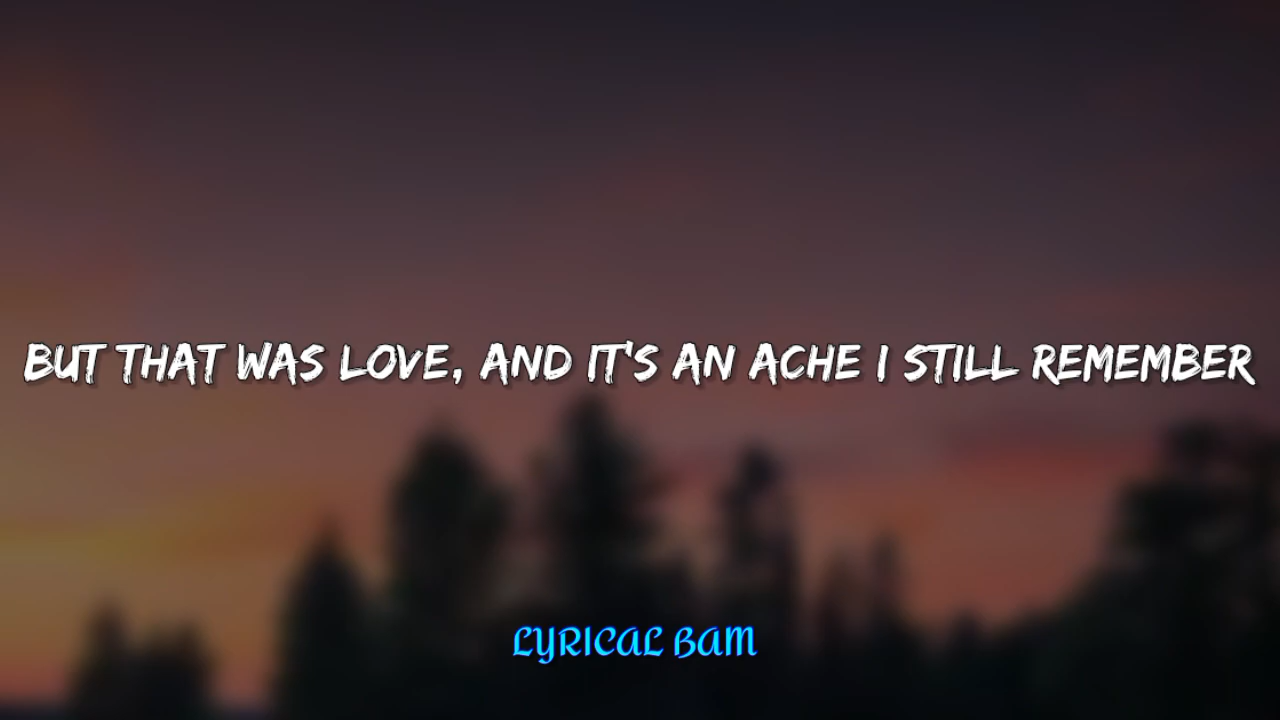 BUT THAT WAS LOVE, AND IT'S AN ACHE I STILL REMEMBER
LYRICAL BAM